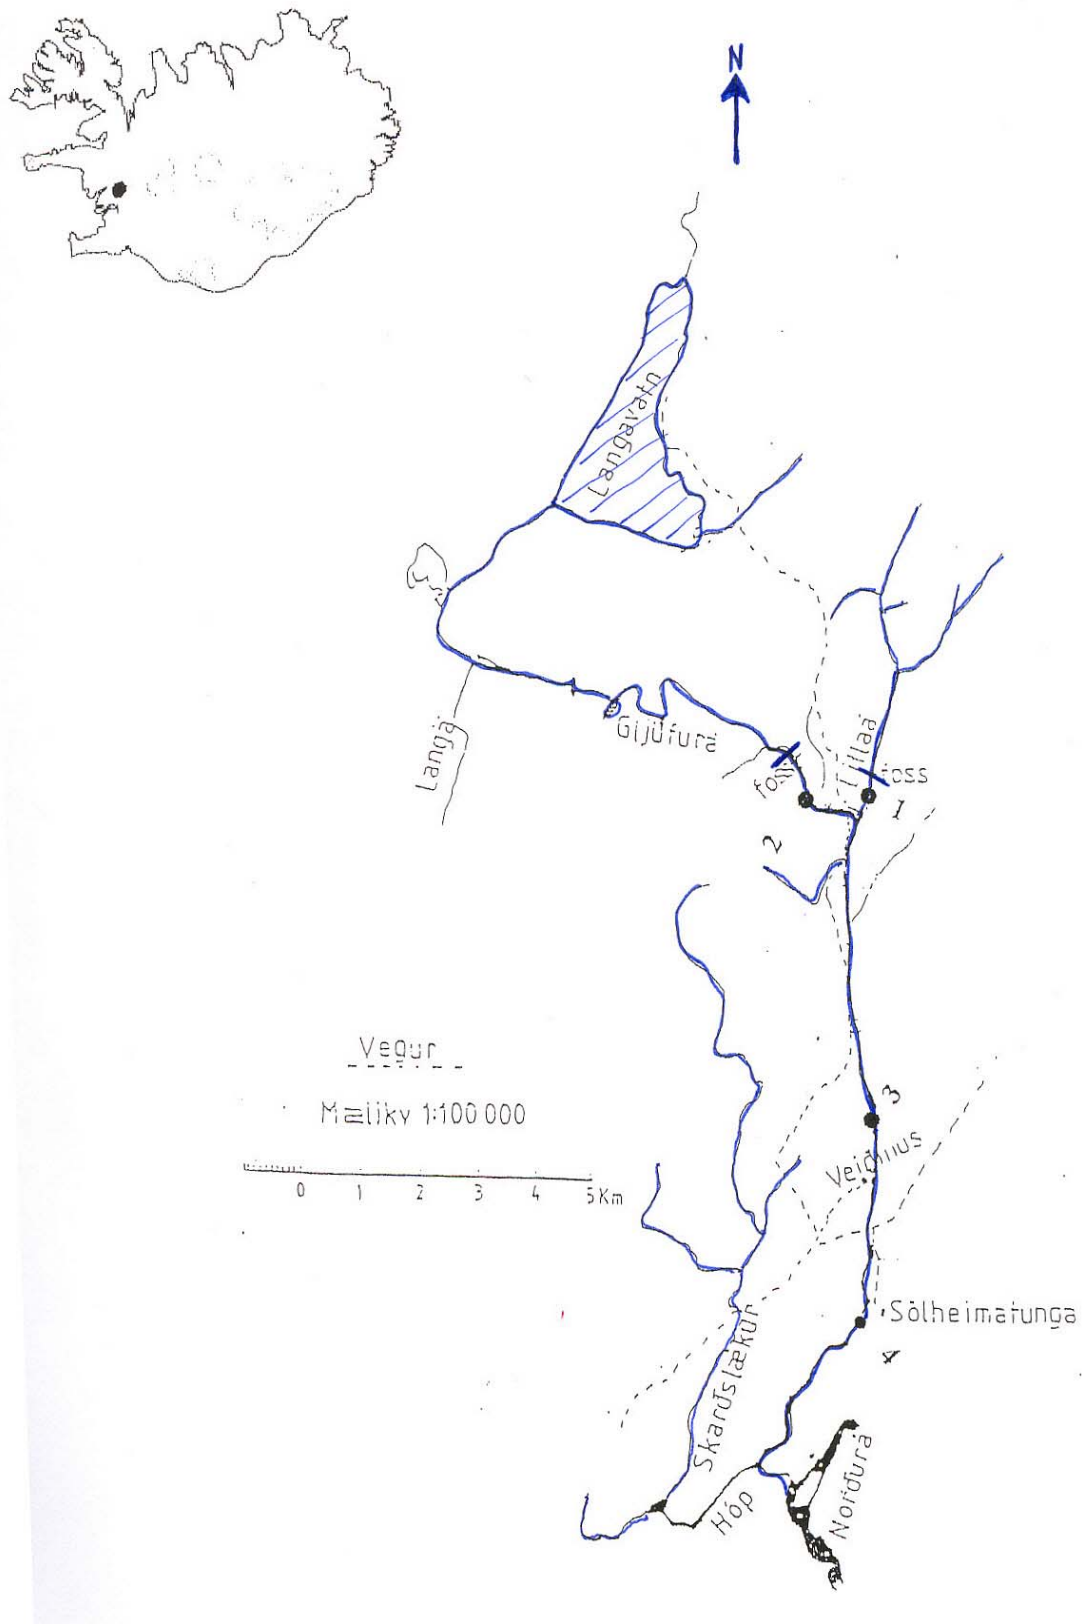 N
Langavatn
Gljúfurá
Langá
Litlaá
foss
foss
1
2
Vegur
Mælikv 1:100 000
0 1 2 3 4 5 Km
3
Veiðihús
Sólheimatunga
4
Skarðslækur
Hóp
Norðurá